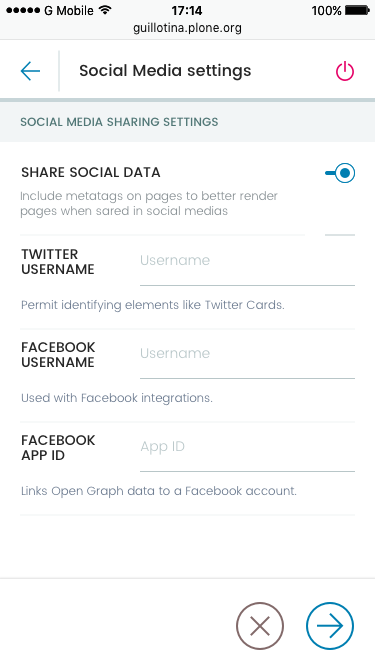 G Mobile 17:14 100%
guillotina.plone.org
Social Media settings
SOCIAL MEDIA SHARING SETTINGS
SHARE SOCIAL DATA
Include metatags on pages to better render
pages when sared in social medias
TWITTER
USERNAME
Username
Permit identifying elements like Twitter Cards.
FACEBOOK
USERNAME
Username
Used with Facebook integrations.
FACEBOOK
APP ID
App ID
Links Open Graph data to a Facebook account.